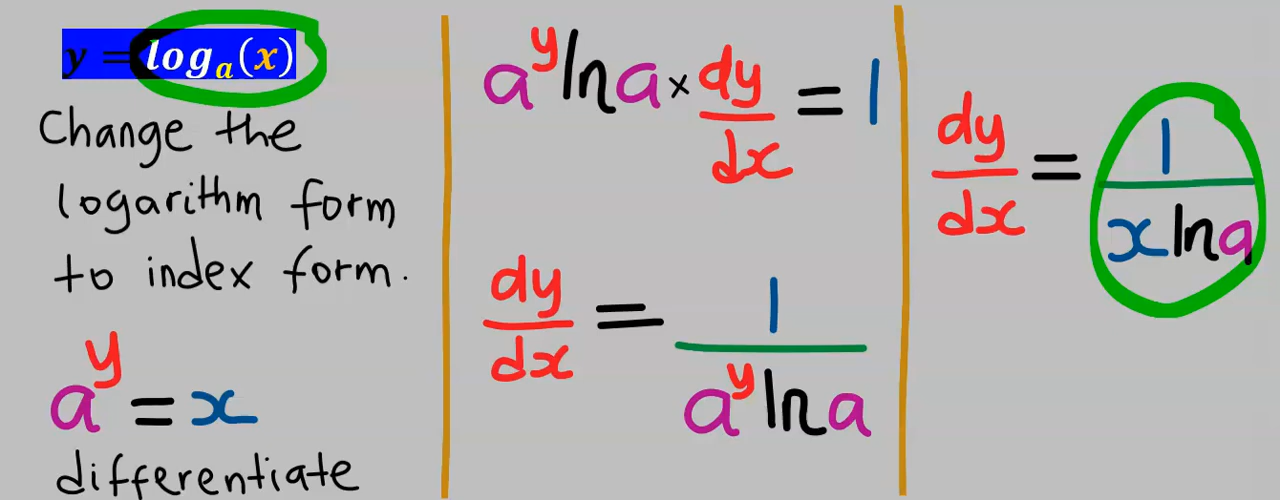 y = logₐ(x)
Change the
logarithm form
to index form.
a^y = x
differentiate
a^y ln a × dy/dx = 1
dy/dx = 1/(a^y ln a)
dy/dx = 1/(x ln a)